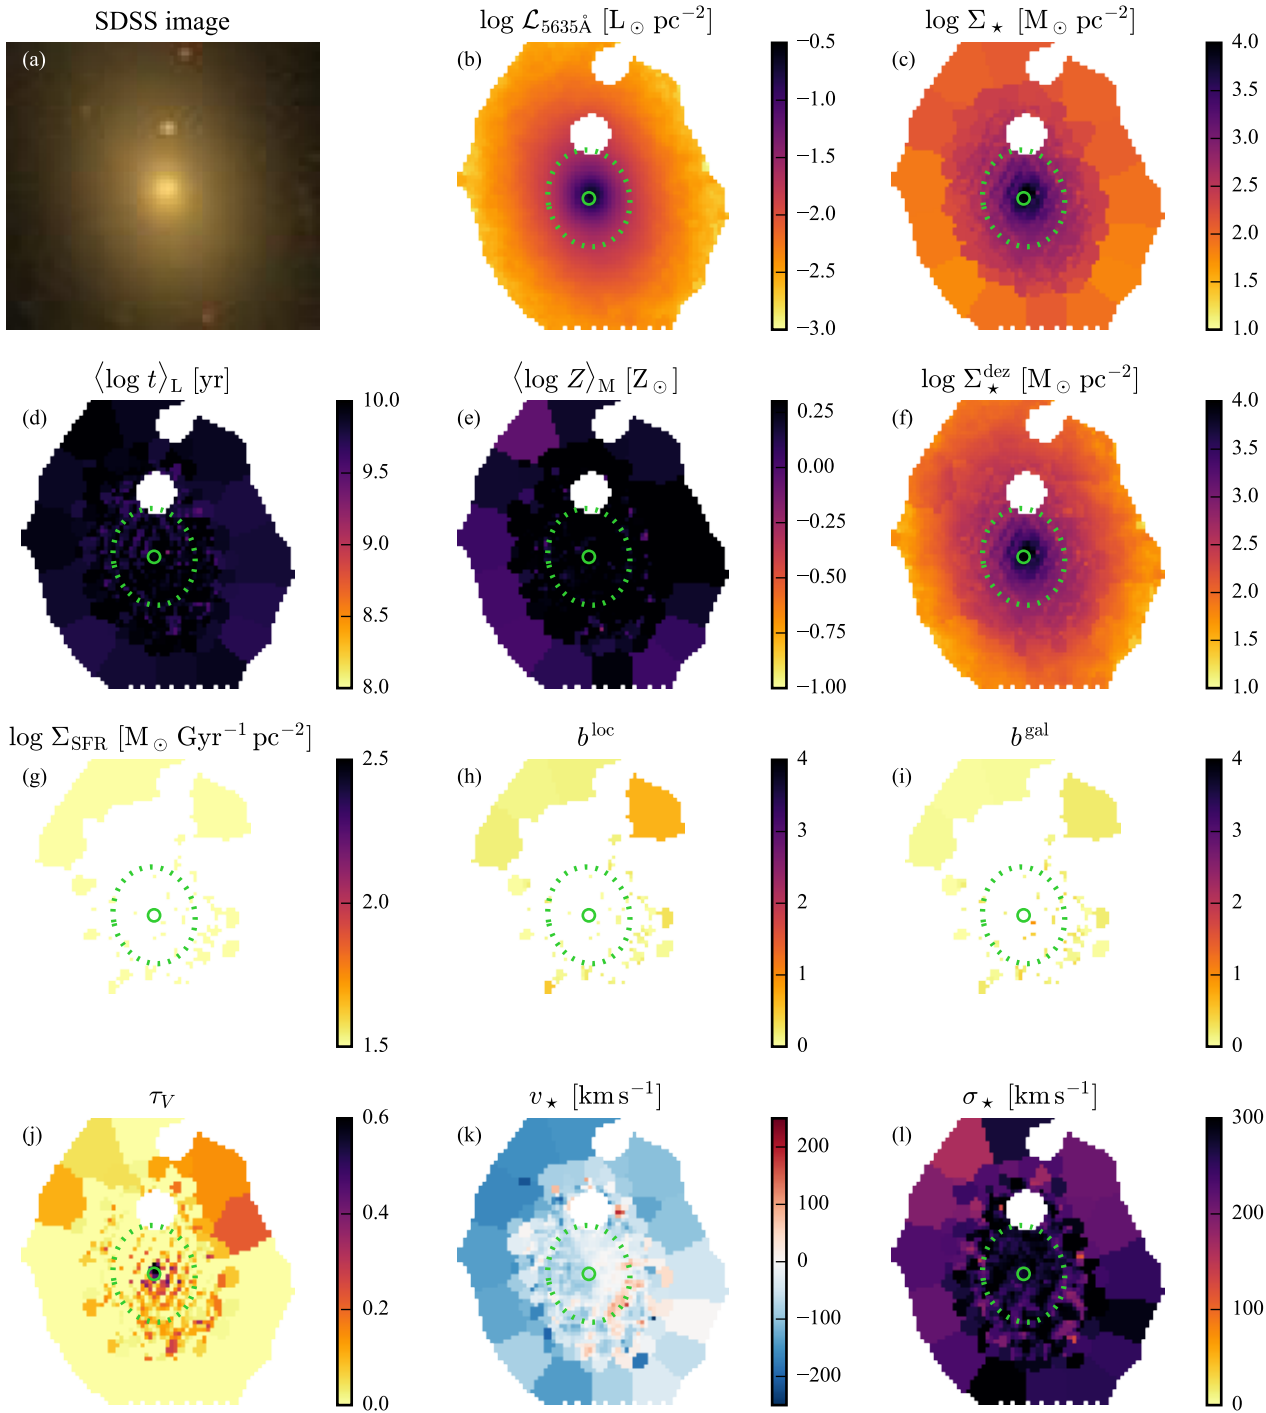 SDSS image
(a)
log ℒ₅₆₃₅Å [L⊙ pc⁻²]
(b)
−0.5
−1.0
−1.5
−2.0
−2.5
−3.0
log Σ⋆ [M⊙ pc⁻²]
(c)
4.0
3.5
3.0
2.5
2.0
1.5
1.0
⟨log t⟩L [yr]
(d)
10.0
9.5
9.0
8.5
8.0
⟨log Z⟩M [Z⊙]
(e)
0.25
0.00
−0.25
−0.50
−0.75
−1.00
log Σ⋆ᵈᵉᶻ [M⊙ pc⁻²]
(f)
4.0
3.5
3.0
2.5
2.0
1.5
1.0
log ΣSFR [M⊙ Gyr⁻¹ pc⁻²]
(g)
2.5
2.0
1.5
bˡᵒᶜ
(h)
4
3
2
1
0
bᵍᵃˡ
(i)
4
3
2
1
0
τV
(j)
0.6
0.4
0.2
0.0
v⋆ [km s⁻¹]
(k)
200
100
0
−100
−200
σ⋆ [km s⁻¹]
(l)
300
200
100
0